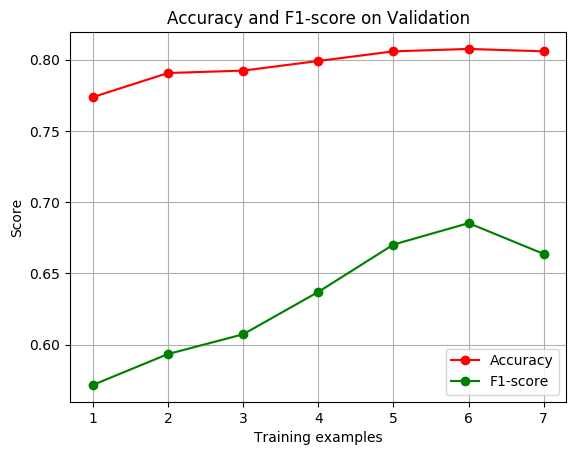 Accuracy and F1-score on Validation
0.80
0.75
0.70
0.65
0.60
Score
1 2 3 4 5 6 7
Training examples
Accuracy
F1-score